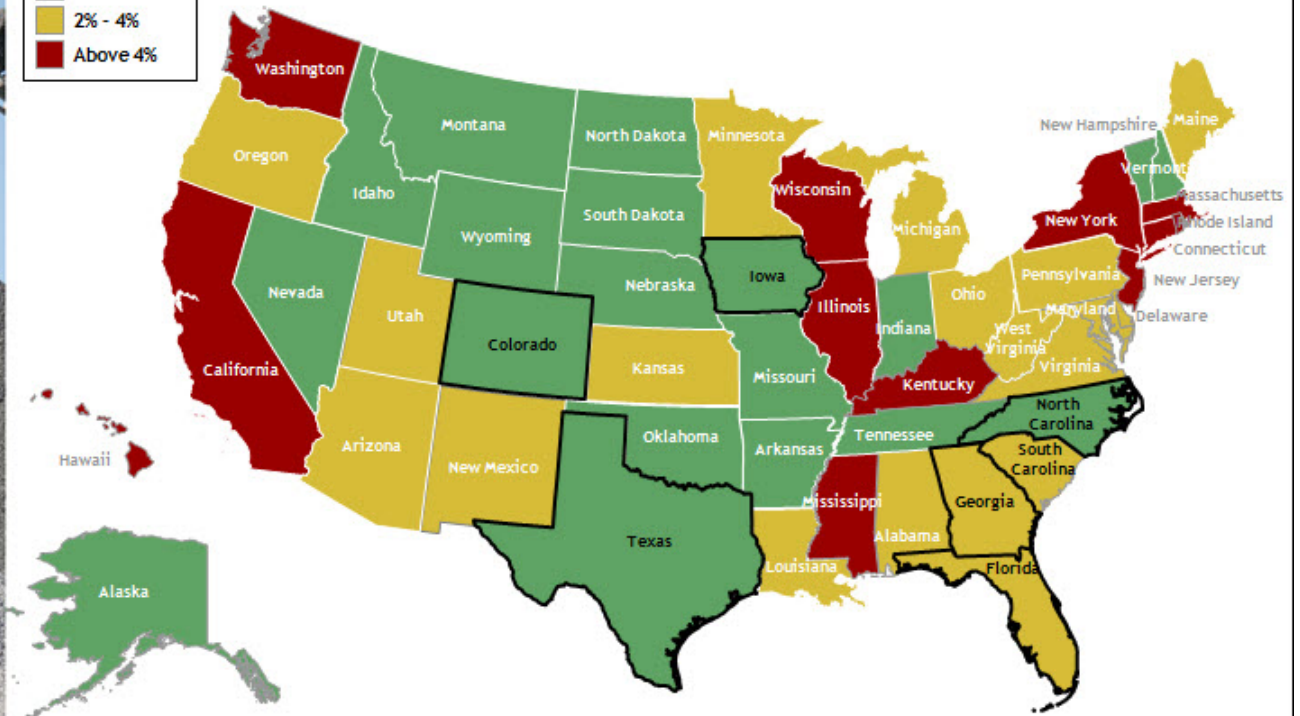 2% - 4%
Above 4%
Washington
Montana
North Dakota
Minnesota
New Hampshire
Maine
Oregon
Idaho
Wisconsin
Vermont
Massachusetts
South Dakota
Wyoming
Michigan
New York
Rhode Island
Connecticut
Nevada
Nebraska
Iowa
Illinois
Indiana
Ohio
Pennsylvania
New Jersey
Utah
Colorado
Kansas
Missouri
Kentucky
West
Virginia
Virginia
Maryland
Delaware
California
Hawaii
Arizona
New Mexico
Oklahoma
Arkansas
Tennessee
North
Carolina
South
Carolina
Texas
Louisiana
Mississippi
Alabama
Georgia
Florida
Alaska